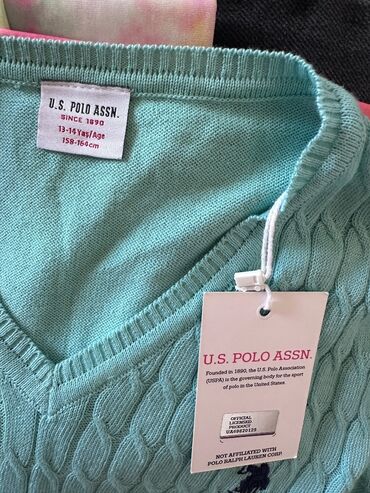 U.S. POLO ASSN.
SINCE 1890
13-14 Yaş/Age
158-164cm
U.S. POLO ASSN.
Founded in 1890, the U.S. Polo Association
(USPA) is the governing body for the sport
of polo in the United States.
OFFICIAL
LICENSED
PRODUCT
UA69620125
NOT AFFILIATED WITH
POLO RALPH LAUREN CORP.